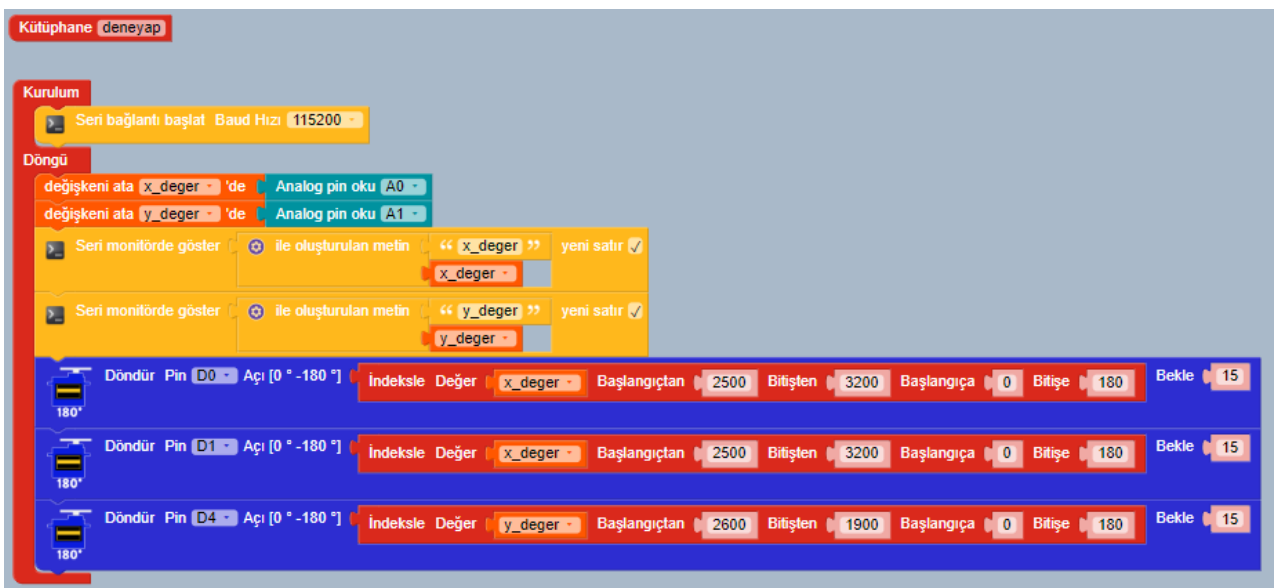 Kütüphane deneyap
Kurulum
Seri bağlantı başlat Baud Hızı 115200
Döngü
değişkeni ata x_deger 'de Analog pin oku A0
değişkeni ata y_deger 'de Analog pin oku A1
Seri monitörde göster ile oluşturulan metin “ x_deger ” yeni satır ✓
x_deger
Seri monitörde göster ile oluşturulan metin “ y_deger ” yeni satır ✓
y_deger
Döndür Pin D0 Açı [0 ° -180 °] İndeksle Değer x_deger Başlangıçtan 2500 Bitişten 3200 Başlangıça 0 Bitişe 180 Bekle 15
180°
Döndür Pin D1 Açı [0 ° -180 °] İndeksle Değer x_deger Başlangıçtan 2500 Bitişten 3200 Başlangıça 0 Bitişe 180 Bekle 15
180°
Döndür Pin D4 Açı [0 ° -180 °] İndeksle Değer y_deger Başlangıçtan 2600 Bitişten 1900 Başlangıça 0 Bitişe 180 Bekle 15
180°